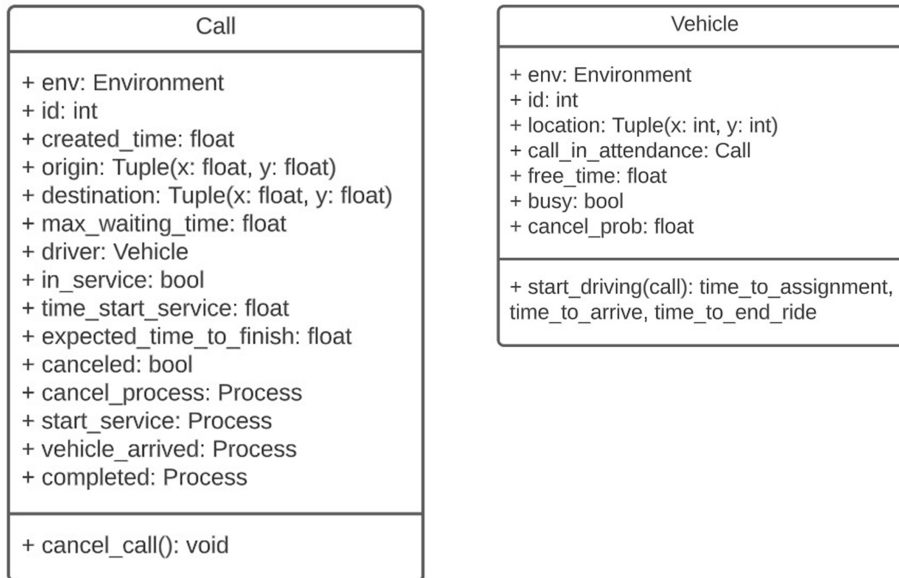 Call
+ env: Environment
+ id: int
+ created_time: float
+ origin: Tuple(x: float, y: float)
+ destination: Tuple(x: float, y: float)
+ max_waiting_time: float
+ driver: Vehicle
+ in_service: bool
+ time_start_service: float
+ expected_time_to_finish: float
+ canceled: bool
+ cancel_process: Process
+ start_service: Process
+ vehicle_arrived: Process
+ completed: Process
+ cancel_call(): void
Vehicle
+ env: Environment
+ id: int
+ location: Tuple(x: int, y: int)
+ call_in_attendance: Call
+ free_time: float
+ busy: bool
+ cancel_prob: float
+ start_driving(call): time_to_assignment,
time_to_arrive, time_to_end_ride